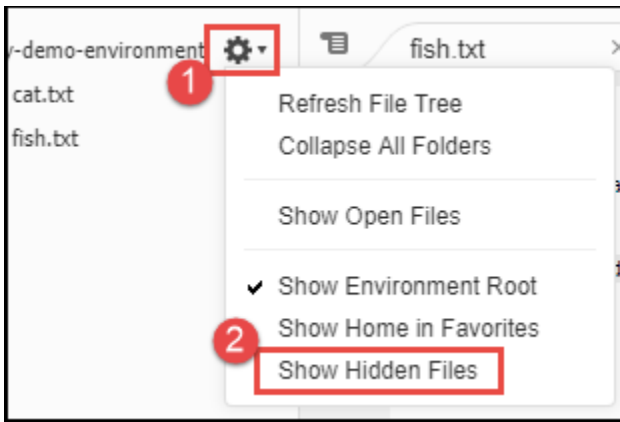 y-demo-environment
fish.txt
1
cat.txt
fish.txt
Refresh File Tree
Collapse All Folders
Show Open Files
✔ Show Environment Root
Show Home in Favorites
2
Show Hidden Files